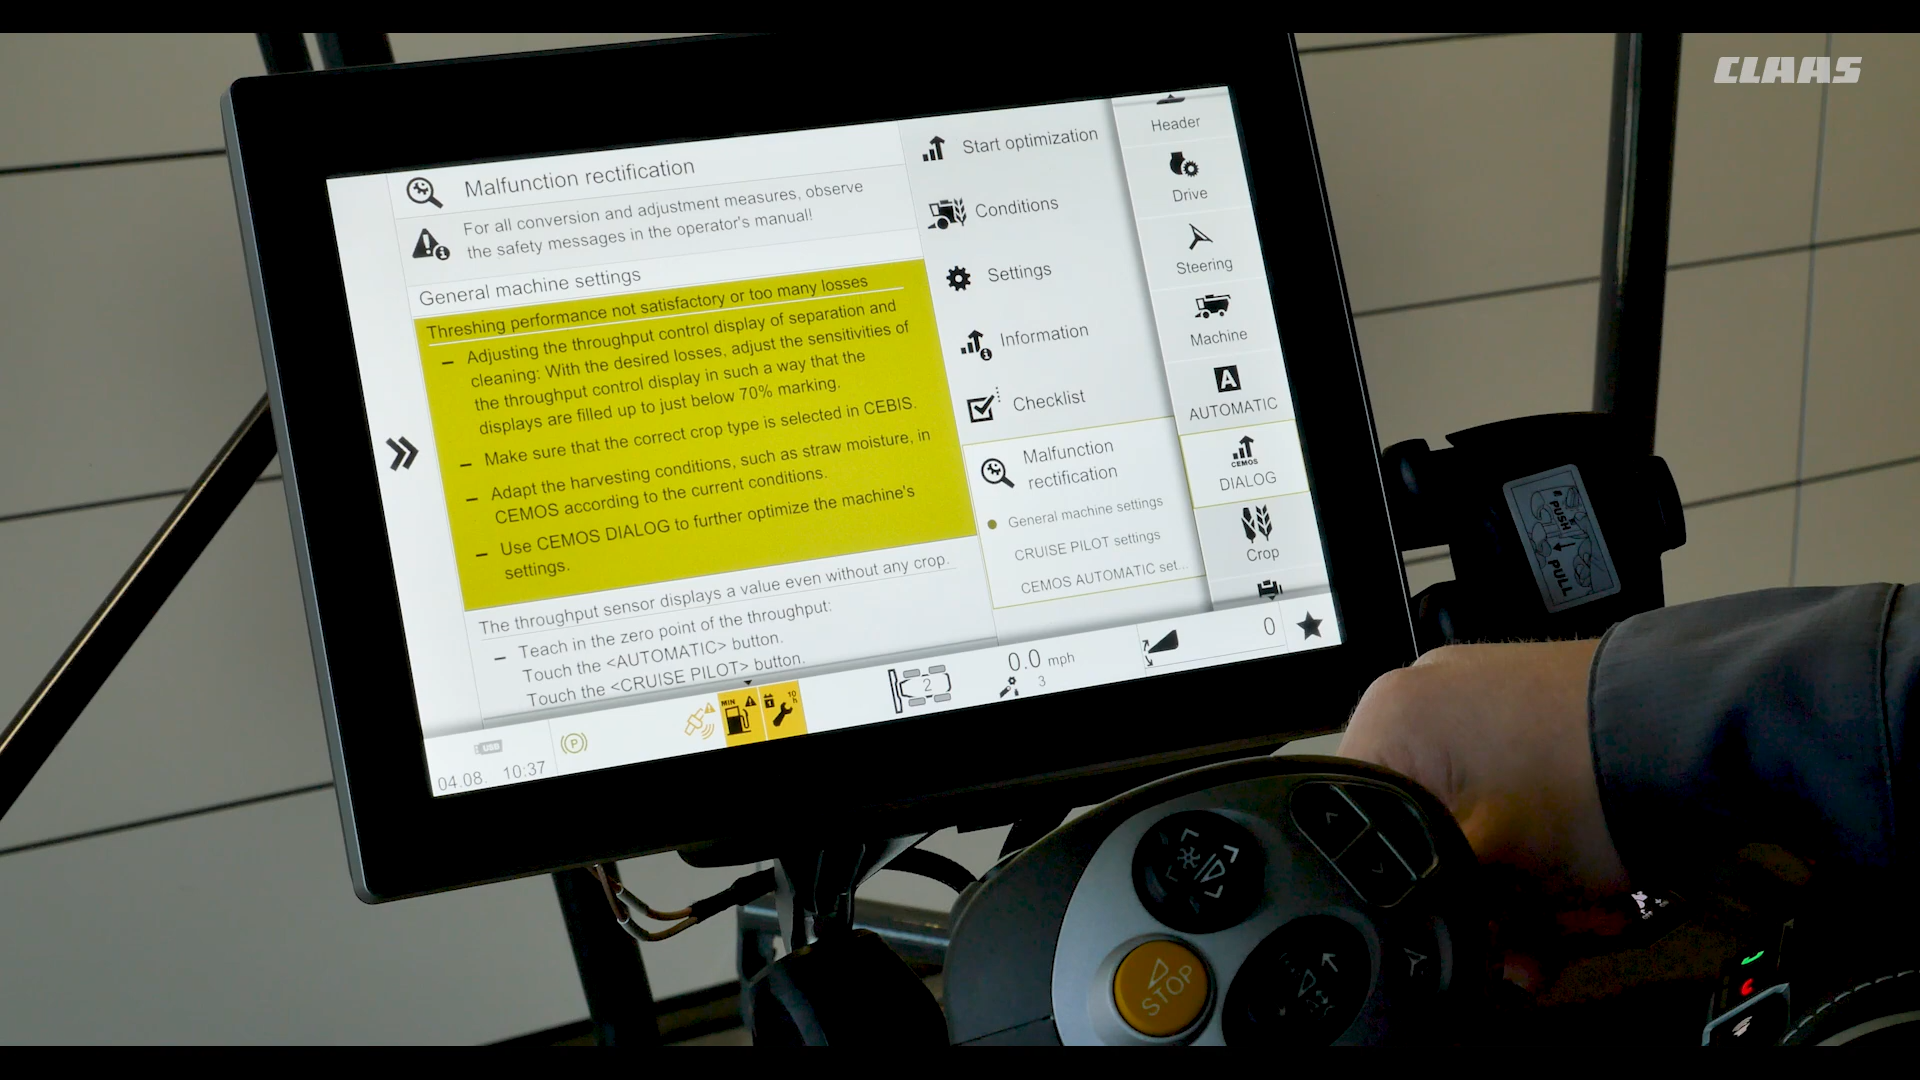 CLAAS
Malfunction rectification
For all conversion and adjustment measures, observe
the safety messages in the operator's manual!
General machine settings
Threshing performance not satisfactory or too many losses
– Adjusting the throughput control display of separation and
cleaning: With the desired losses, adjust the sensitivities of
the throughput control display in such a way that the
displays are filled up to just below 70% marking.
– Make sure that the correct crop type is selected in CEBIS.
– Adapt the harvesting conditions, such as straw moisture, in
CEMOS according to the current conditions.
– Use CEMOS DIALOG to further optimize the machine's
settings.
The throughput sensor displays a value even without any crop.
– Teach in the zero point of the throughput:
Touch the <AUTOMATIC> button.
Touch the <CRUISE PILOT> button.
Start optimization
Conditions
Settings
Information
Checklist
Malfunction
rectification
General machine settings
CRUISE PILOT settings
CEMOS AUTOMATIC set...
Header
Drive
Steering
Machine
A
AUTOMATIC
CEMOS
DIALOG
Crop
USB
04.08. 10:37
P
MIN
1
10
h
2
0.0 mph
3
0
PUSH
PULL
STOP